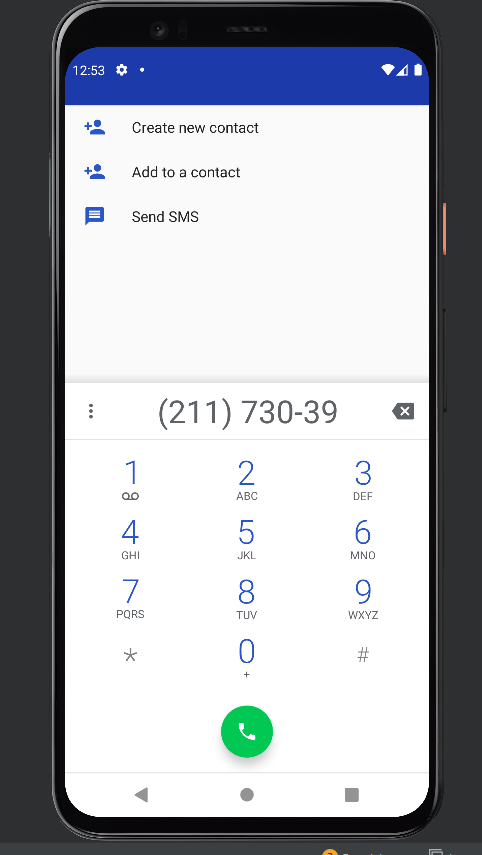 12:53
Create new contact
Add to a contact
Send SMS
(211) 730-39
1 2 3
ABC DEF
4 5 6
GHI JKL MNO
7 8 9
PQRS TUV WXYZ
* 0 #
+